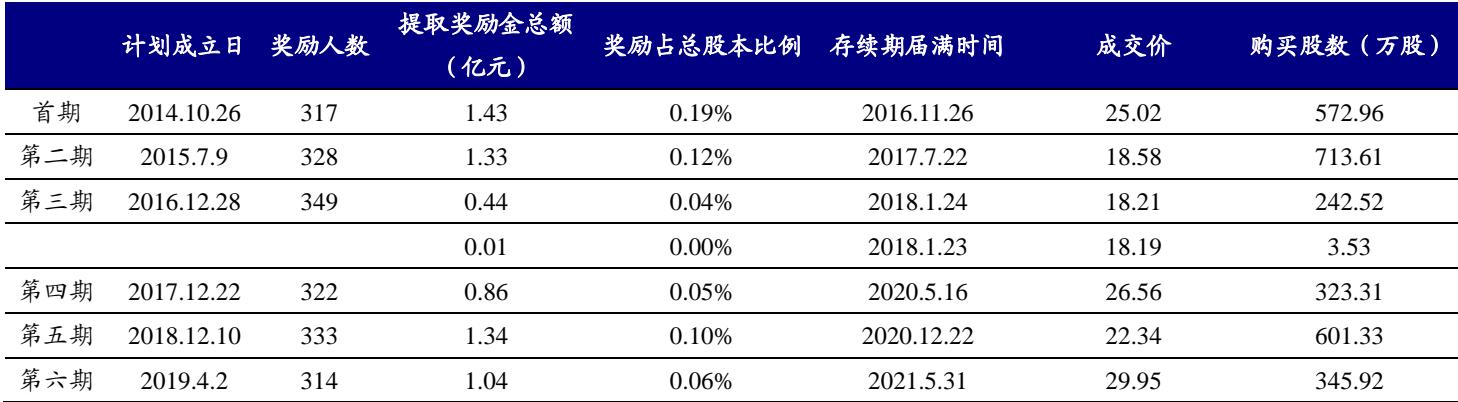 计划成立日 奖励人数 提取奖励金总额（亿元） 奖励占总股本比例 存续期届满时间 成交价 购买股数（万股）
首期 2014.10.26 317 1.43 0.19% 2016.11.26 25.02 572.96
第二期 2015.7.9 328 1.33 0.12% 2017.7.22 18.58 713.61
第三期 2016.12.28 349 0.44 0.04% 2018.1.24 18.21 242.52
0.01 0.00% 2018.1.23 18.19 3.53
第四期 2017.12.22 322 0.86 0.05% 2020.5.16 26.56 323.31
第五期 2018.12.10 333 1.34 0.10% 2020.12.22 22.34 601.33
第六期 2019.4.2 314 1.04 0.06% 2021.5.31 29.95 345.92